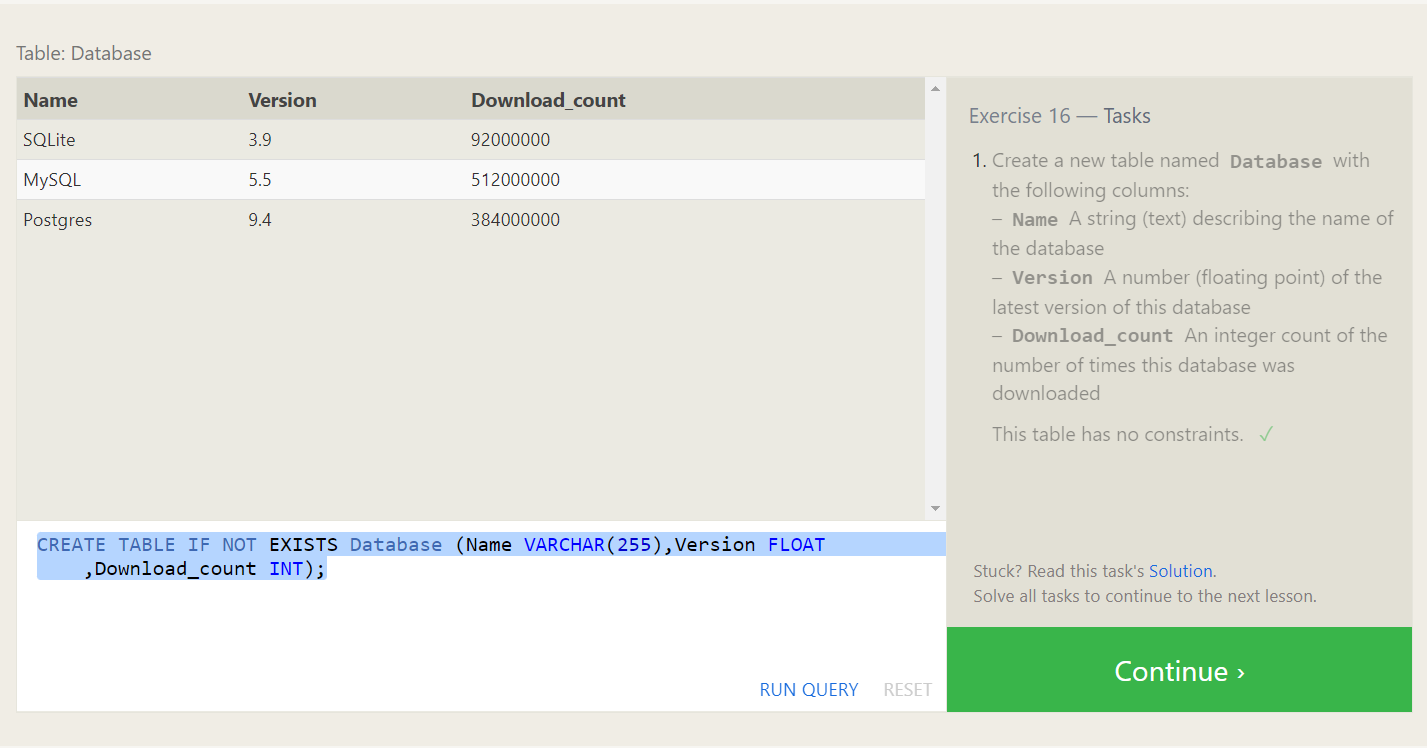 Table: Database
Name Version Download_count
SQLite 3.9 92000000
MySQL 5.5 512000000
Postgres 9.4 384000000
CREATE TABLE IF NOT EXISTS Database (Name VARCHAR(255),Version FLOAT
,Download_count INT);
RUN QUERY RESET
Exercise 16 — Tasks
1. Create a new table named Database with
the following columns:
– Name A string (text) describing the name of
the database
– Version A number (floating point) of the
latest version of this database
– Download_count An integer count of the
number of times this database was
downloaded
This table has no constraints. ✓
Stuck? Read this task's Solution.
Solve all tasks to continue to the next lesson.
Continue ›